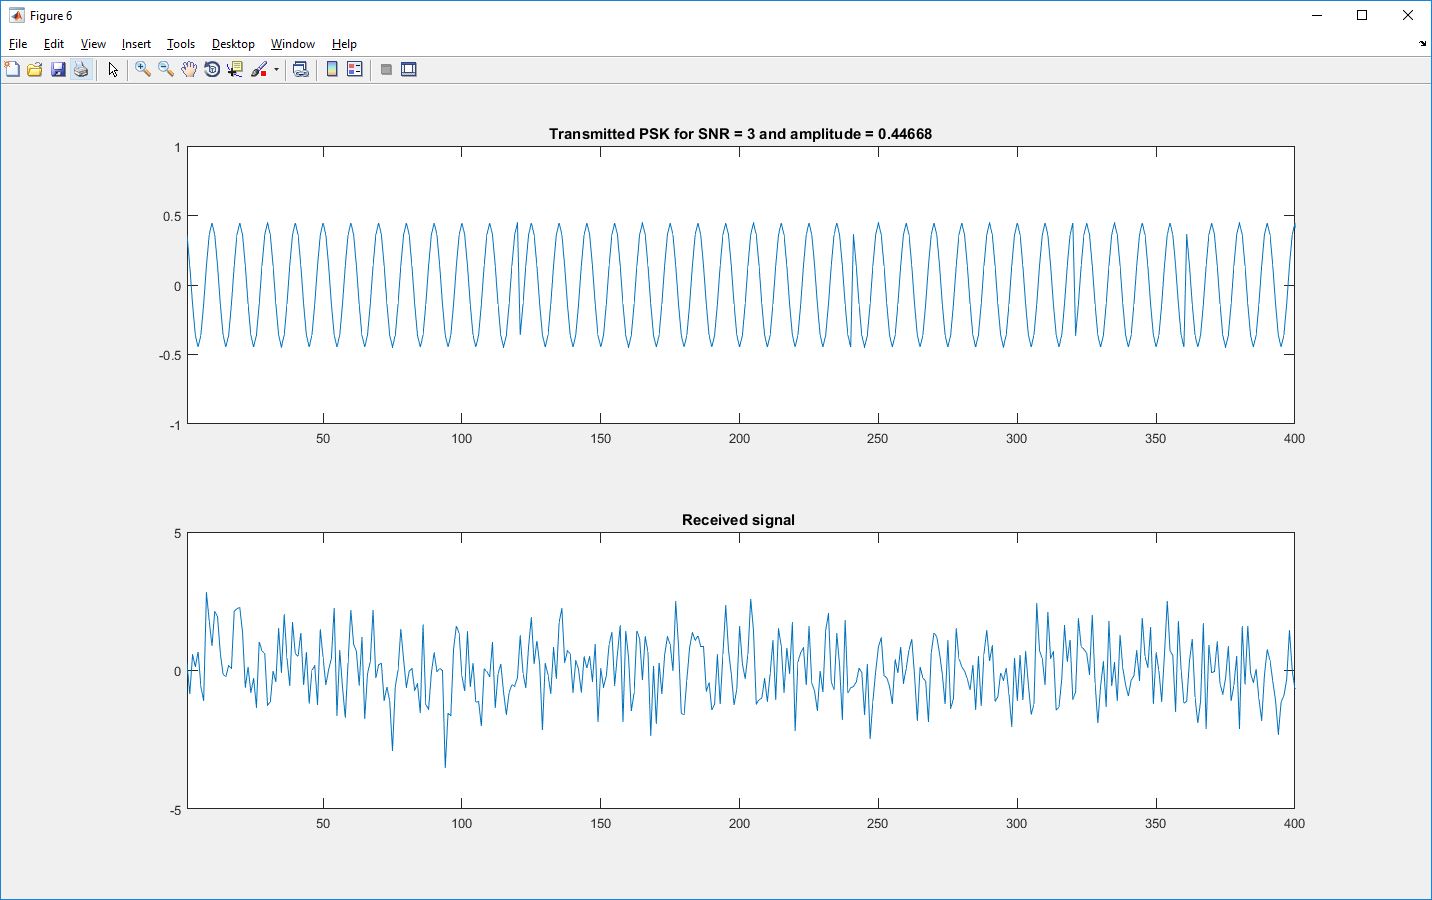 Figure 6
File Edit View Insert Tools Desktop Window Help
Transmitted PSK for SNR = 3 and amplitude = 0.44668
1
0.5
0
-0.5
-1
50 100 150 200 250 300 350 400
Received signal
5
0
-5
50 100 150 200 250 300 350 400